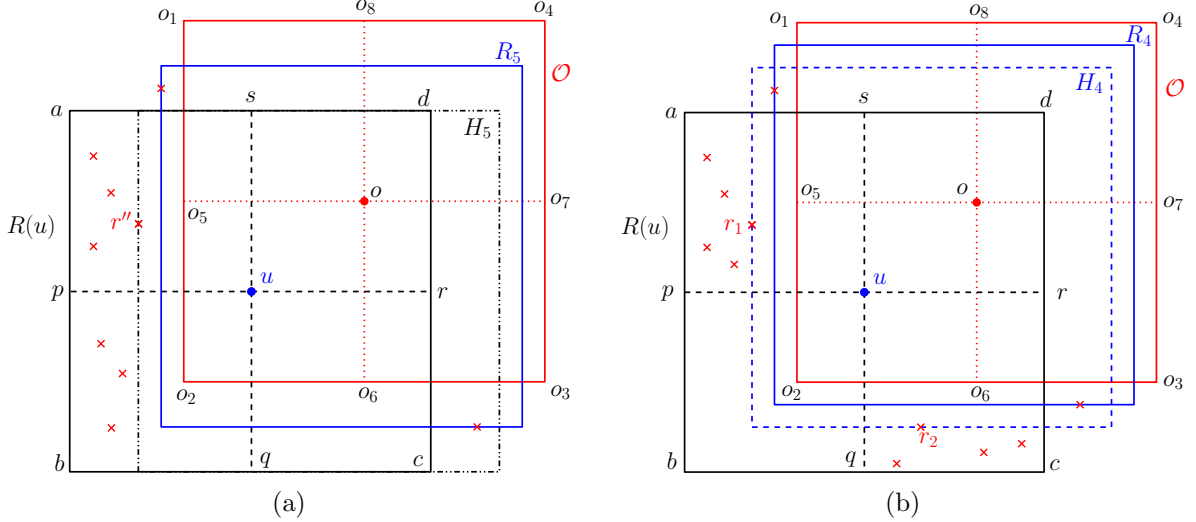 o₁ o₈ o₄
R₅
𝒪
a s d
H₅
o₅ o o₇
R(u) r″
p u r
o₂ o₆ o₃
b q c
(a)
o₁ o₈ o₄
R₄
H₄
𝒪
a s d
o₅ o o₇
R(u) r₁
p u r
o₂ o₆ o₃
r₂
b q c
(b)